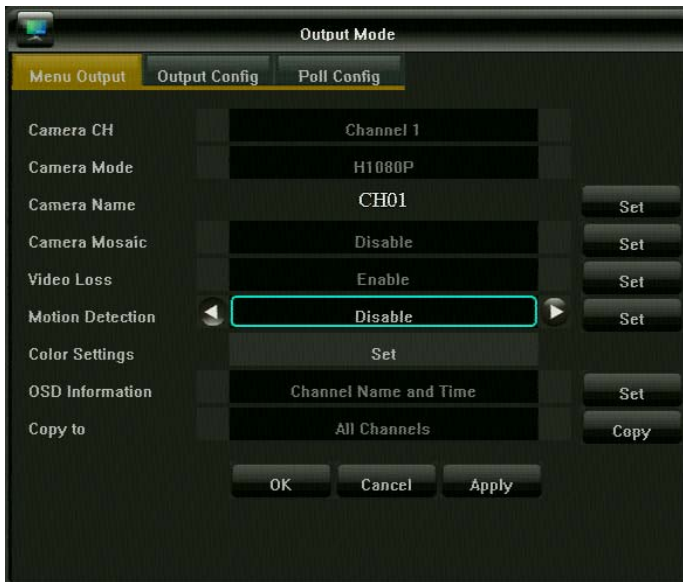 Output Mode
Menu Output Output Config Poll Config
Camera CH Channel 1
Camera Mode H1080P
Camera Name CH01 Set
Camera Mosaic Disable Set
Video Loss Enable Set
Motion Detection Disable Set
Color Settings Set
OSD Information Channel Name and Time Set
Copy to All Channels Copy
OK Cancel Apply